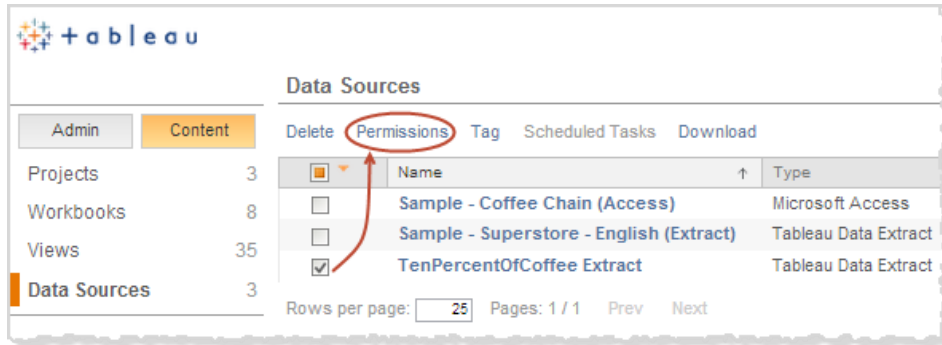 + a b l e a u
Data Sources
Admin Content
Delete Permissions Tag Scheduled Tasks Download
Projects 3
Name ↑ Type
Workbooks 8
Sample - Coffee Chain (Access) Microsoft Access
Views 35
Sample - Superstore - English (Extract) Tableau Data Extract
Data Sources 3
TenPercentOfCoffee Extract Tableau Data Extract
Rows per page: 25 Pages: 1 / 1 Prev Next